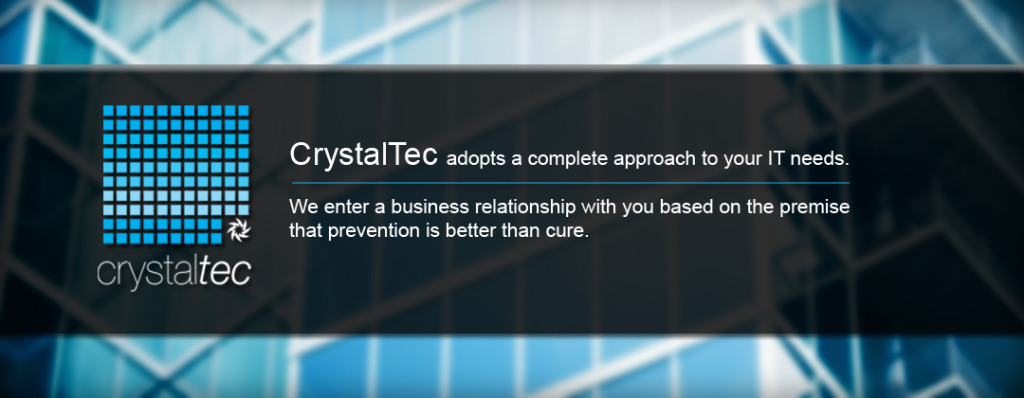 CrystalTec adopts a complete approach to your IT needs.
We enter a business relationship with you based on the premise
that prevention is better than cure.
crystaltec